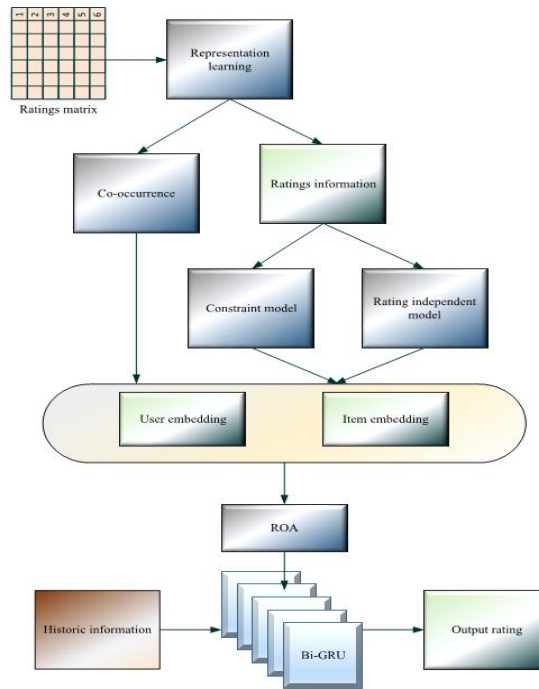 1 2 3 4 5 6
Ratings matrix
Representation
learning
Co-occurrence
Ratings information
Constraint model
Rating independent
model
User embedding
Item embedding
ROA
Historic information
Bi-GRU
Output rating